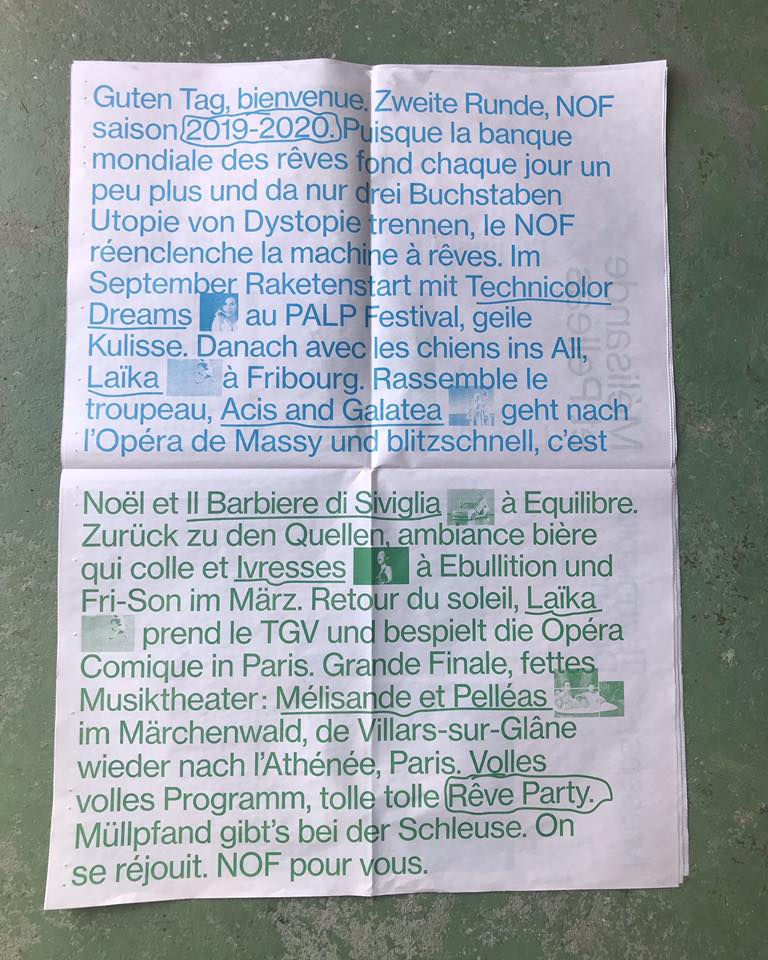 Guten Tag, bienvenue. Zweite Runde, NOF
saison 2019-2020. Puisque la banque
mondiale des rêves fond chaque jour un
peu plus und da nur drei Buchstaben
Utopie von Dystopie trennen, le NOF
réenclenche la machine à rêves. Im
September Raketenstart mit Technicolor
Dreams au PALP Festival, geile
Kulisse. Danach avec les chiens ins All,
Laïka à Fribourg. Rassemble le
troupeau, Acis and Galatea geht nach
l'Opéra de Massy und blitzschnell, c'est
Noël et Il Barbiere di Siviglia à Equilibre.
Zurück zu den Quellen, ambiance bière
qui colle et Ivresses à Ebullition und
Fri-Son im März. Retour du soleil, Laïka
prend le TGV und bespielt die Opéra
Comique in Paris. Grande Finale, fettes
Musiktheater: Mélisande et Pelléas
im Märchenwald, de Villars-sur-Glâne
wieder nach l'Athénée, Paris. Volles
volles Programm, tolle tolle Rêve Party.
Müllpfand gibt's bei der Schleuse. On
se réjouit. NOF pour vous.